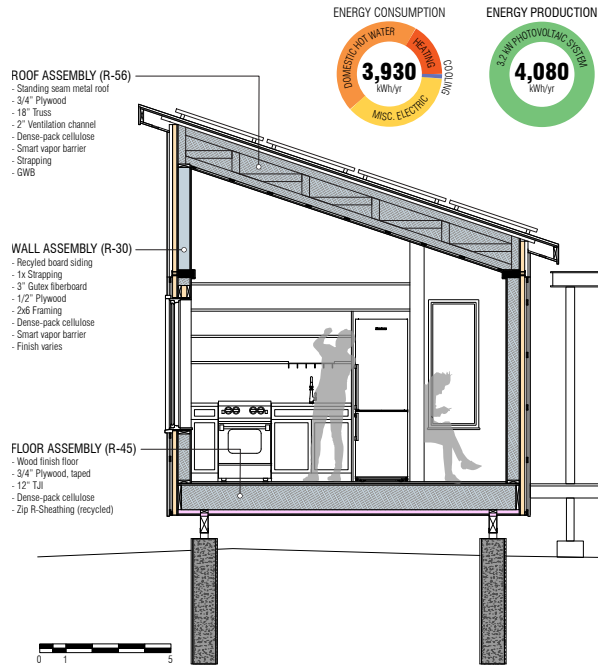 ENERGY CONSUMPTION
ENERGY PRODUCTION
DOMESTIC HOT WATER
HEATING
COOLING
MISC. ELECTRIC
3,930
kWh/yr
3.2 kW PHOTOVOLTAIC SYSTEM
4,080
kWh/yr
ROOF ASSEMBLY (R-56)
- Standing seam metal roof
- 3/4" Plywood
- 18" Truss
- 2" Ventilation channel
- Dense-pack cellulose
- Smart vapor barrier
- Strapping
- GWB
WALL ASSEMBLY (R-30)
- Recyled board siding
- 1x Strapping
- 3" Gutex fiberboard
- 1/2" Plywood
- 2x6 Framing
- Dense-pack cellulose
- Smart vapor barrier
- Finish varies
FLOOR ASSEMBLY (R-45)
- Wood finish floor
- 3/4" Plywood, taped
- 12" TJI
- Dense-pack cellulose
- Zip R-Sheathing (recycled)
0 1 5